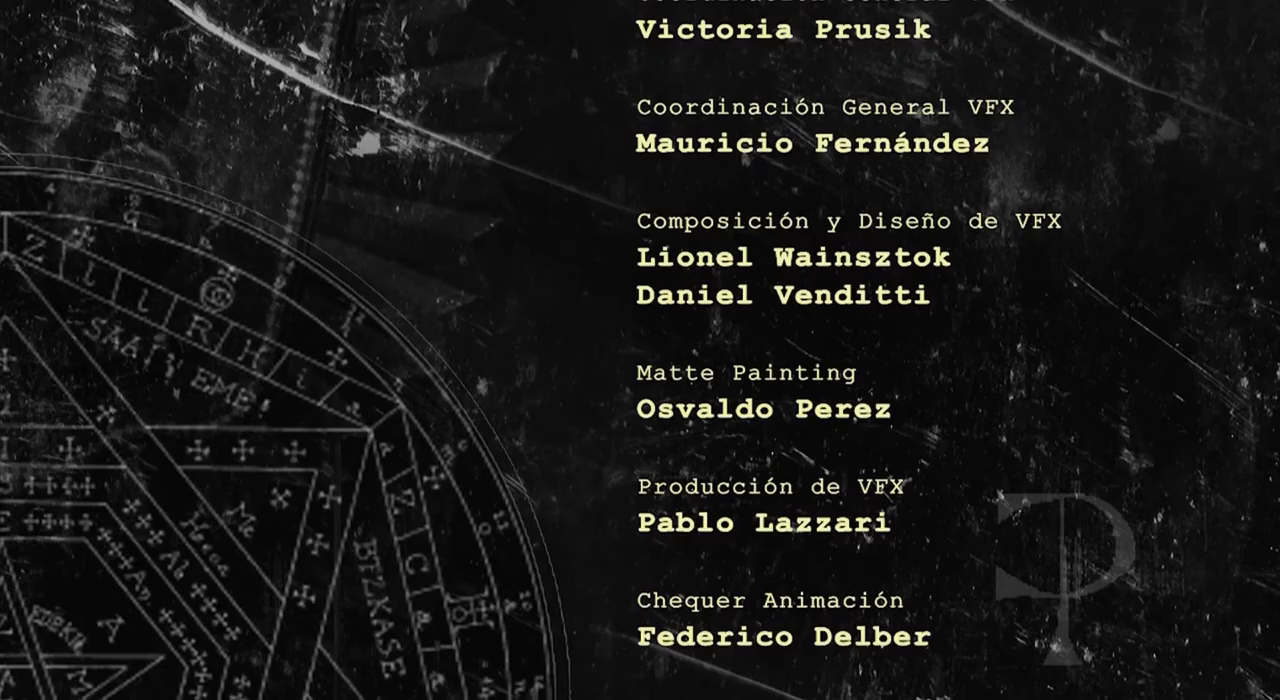 Victoria Prusik
Coordinación General VFX
Mauricio Fernández
Composición y Diseño de VFX
Lionel Wainsztok
Daniel Venditti
Matte Painting
Osvaldo Perez
Producción de VFX
Pablo Lazzari
Chequer Animación
Federico Delber